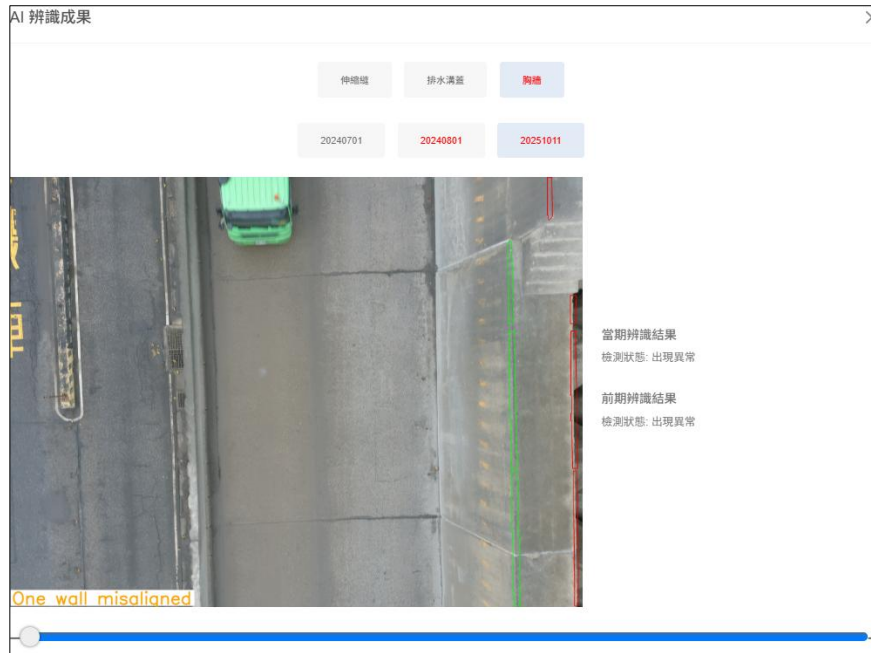 AI 辨識成果
伸縮縫
排水溝蓋
胸牆
20240701
20240801
20251011
當期辨識結果
檢測狀態: 出現異常
前期辨識結果
檢測狀態: 出現異常
One wall misaligned